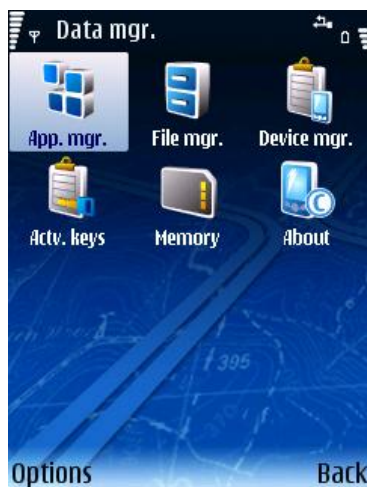 Data mgr.
App. mgr. File mgr. Device mgr.
Actv. keys Memory About
395
Options Back